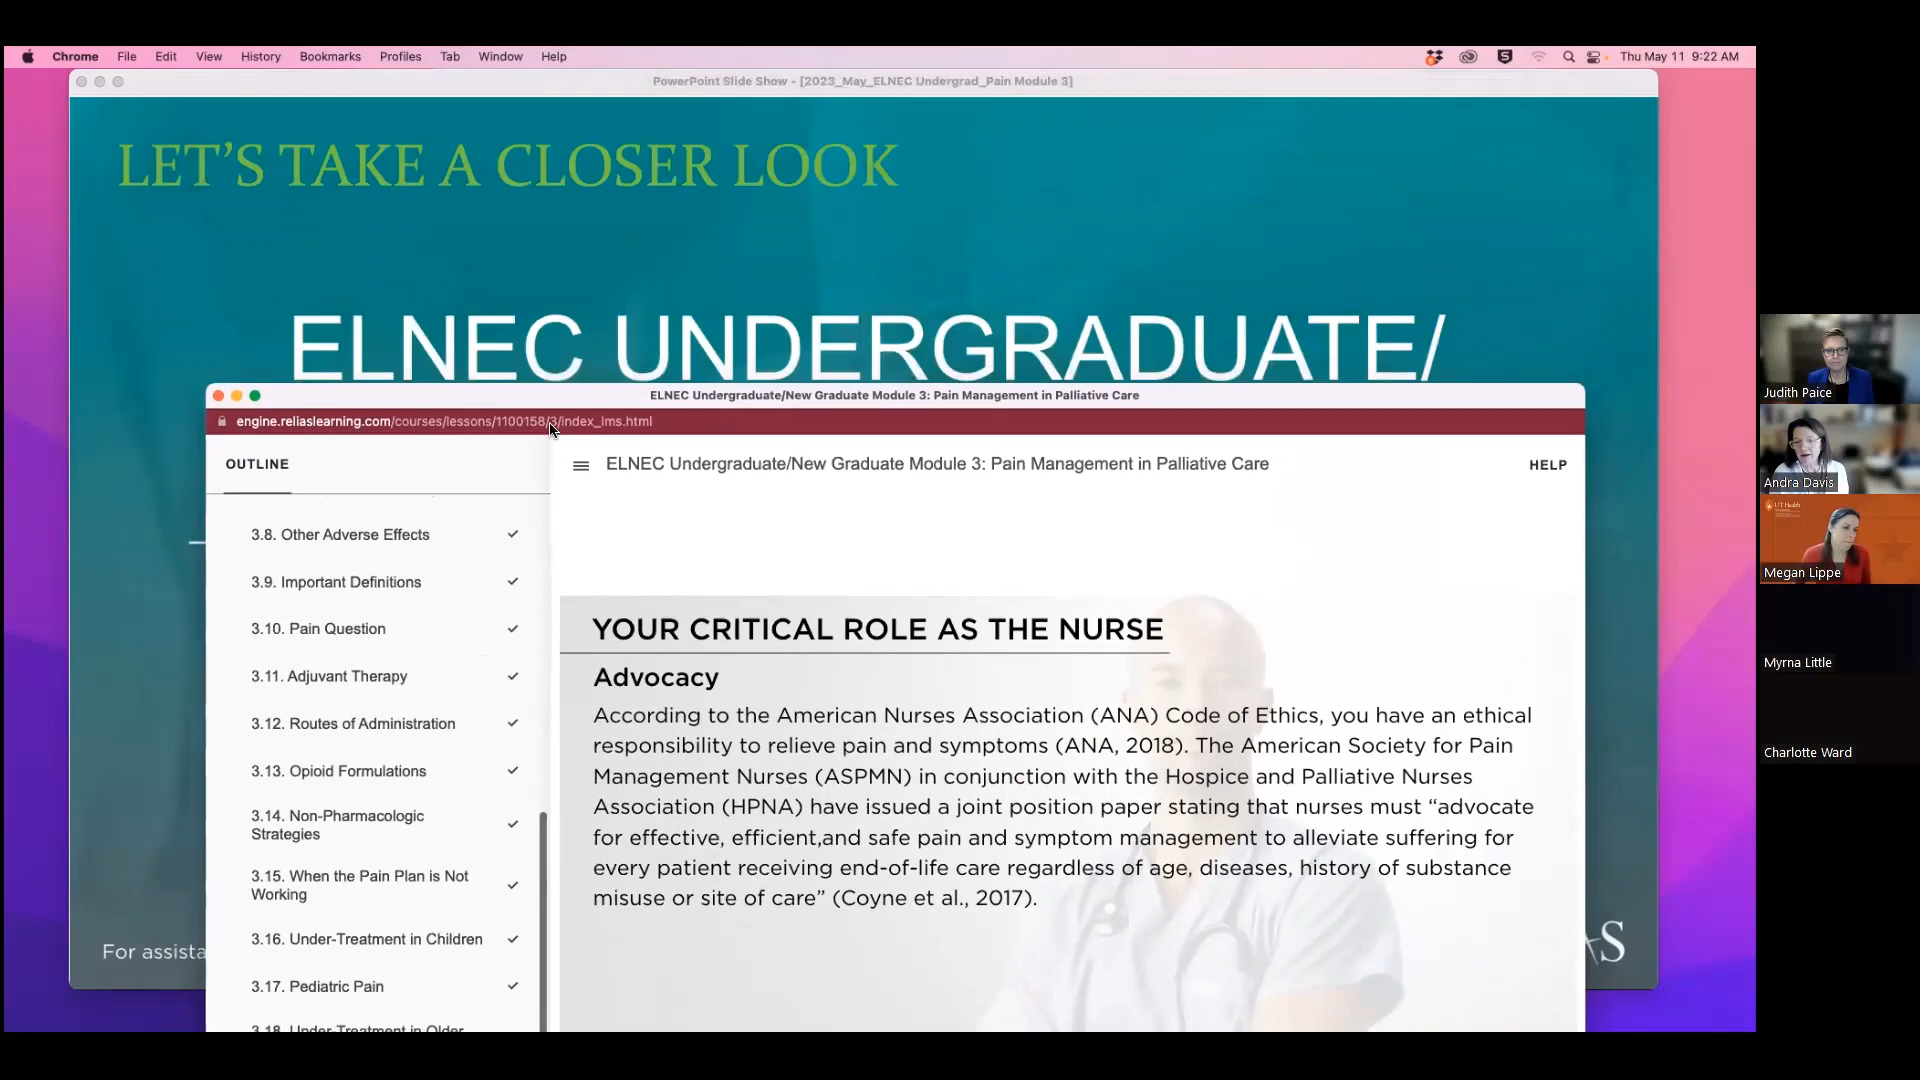 Chrome File Edit View History Bookmarks Profiles Tab Window Help
Thu May 11 9:22 AM
PowerPoint Slide Show - [2023_May_ELNEC Undergrad_Pain Module 3]
LET'S TAKE A CLOSER LOOK
ELNEC UNDERGRADUATE/
ELNEC Undergraduate/New Graduate Module 3: Pain Management in Palliative Care
engine.reliaslearning.com/courses/lessons/1100158/3/index_lms.html
OUTLINE
3.8. Other Adverse Effects
3.9. Important Definitions
3.10. Pain Question
3.11. Adjuvant Therapy
3.12. Routes of Administration
3.13. Opioid Formulations
3.14. Non-Pharmacologic
Strategies
3.15. When the Pain Plan is Not
Working
3.16. Under-Treatment in Children
3.17. Pediatric Pain
3.18. Under-Treatment in Older
ELNEC Undergraduate/New Graduate Module 3: Pain Management in Palliative Care
HELP
YOUR CRITICAL ROLE AS THE NURSE
Advocacy
According to the American Nurses Association (ANA) Code of Ethics, you have an ethical
responsibility to relieve pain and symptoms (ANA, 2018). The American Society for Pain
Management Nurses (ASPMN) in conjunction with the Hospice and Palliative Nurses
Association (HPNA) have issued a joint position paper stating that nurses must “advocate
for effective, efficient,and safe pain and symptom management to alleviate suffering for
every patient receiving end-of-life care regardless of age, diseases, history of substance
misuse or site of care” (Coyne et al., 2017).
For assista
S
Judith Paice
Andra Davis
UT Health
Megan Lippe
Myrna Little
Charlotte Ward